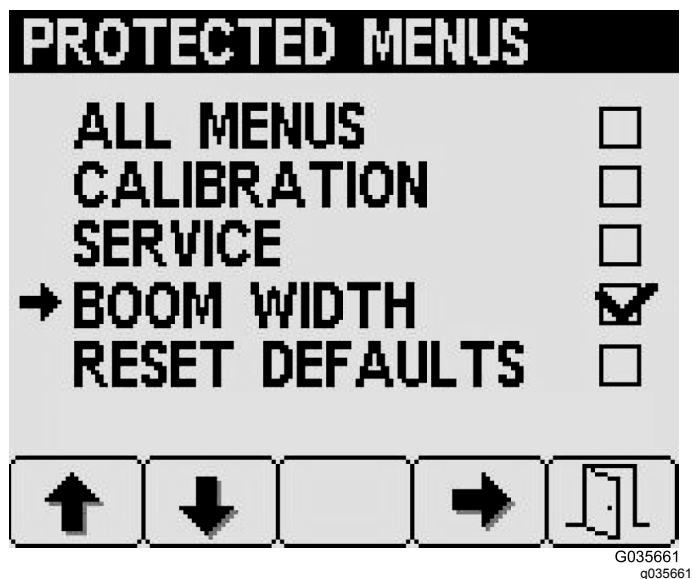 PROTECTED MENUS
ALL MENUS
CALIBRATION
SERVICE
BOOM WIDTH
RESET DEFAULTS
G035661
g035661